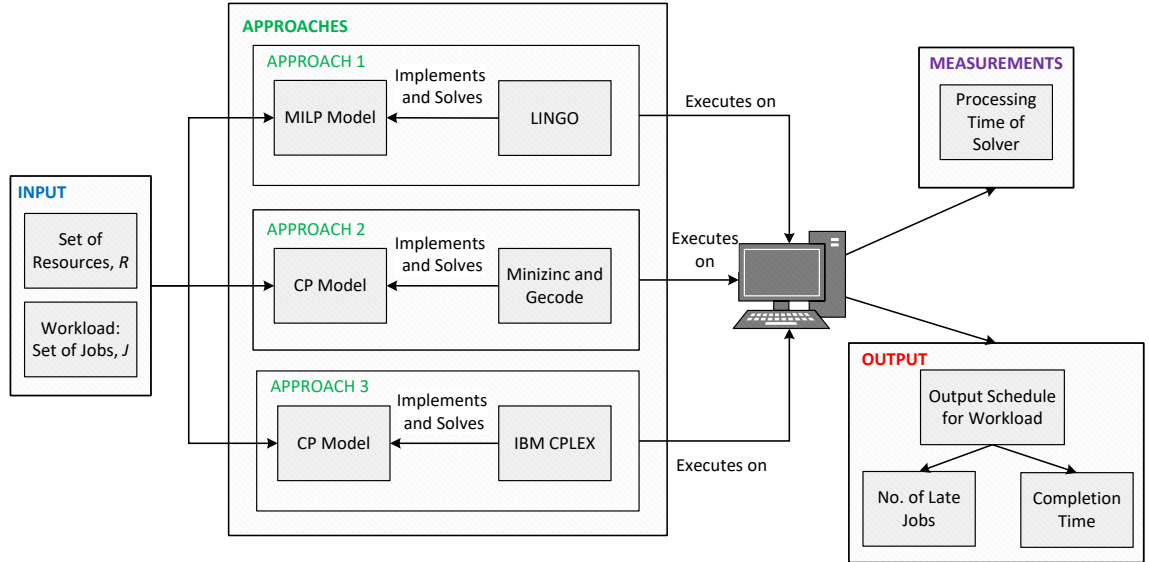 INPUT
Set of
Resources, R
Workload:
Set of Jobs, J
APPROACHES
APPROACH 1
MILP Model
Implements
and Solves
LINGO
APPROACH 2
CP Model
Implements
and Solves
Minizinc and
Gecode
APPROACH 3
CP Model
Implements
and Solves
IBM CPLEX
Executes on
Executes
on
Executes on
MEASUREMENTS
Processing
Time of
Solver
OUTPUT
Output Schedule
for Workload
No. of Late
Jobs
Completion
Time